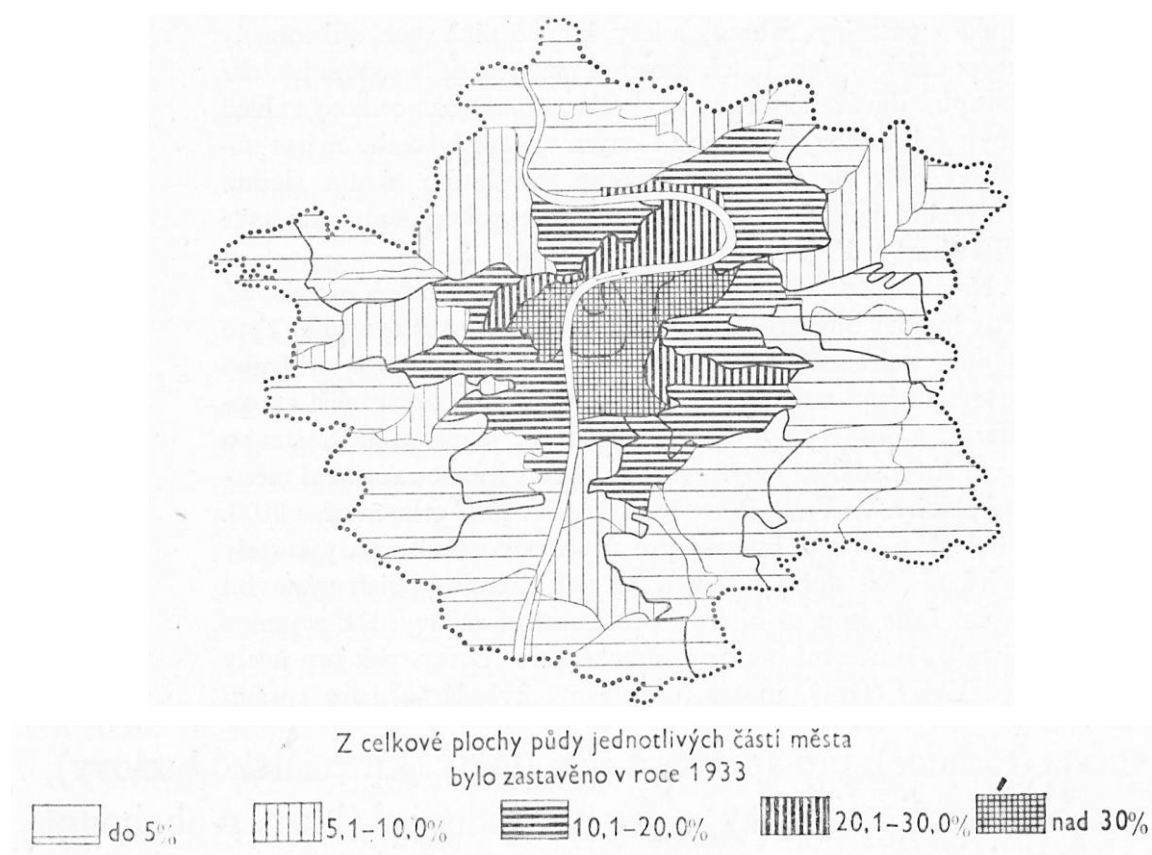 Z celkové plochy půdy jednotlivých částí města
bylo zastavěno v roce 1933
do 5% 5,1–10,0% 10,1–20,0% 20,1–30,0% nad 30%